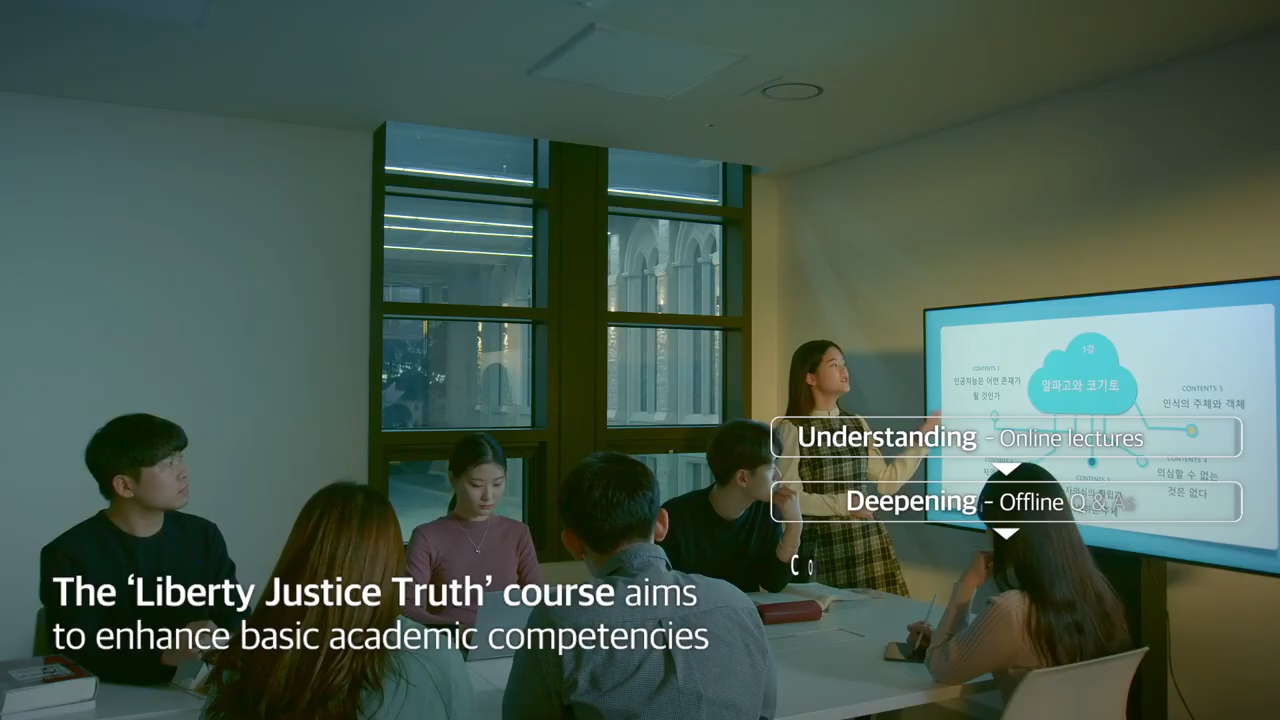 1강
알파고와 코기토
CONTENTS 1
인공지능은 어떤 존재가
될 것인가
CONTENTS 5
인식의 주체와 객체
Understanding - Online lectures
CONTENTS 4
의심할 수 없는
것은 없다
Deepening - Offline Q & As
C o
The ‘Liberty Justice Truth’ course aims
to enhance basic academic competencies